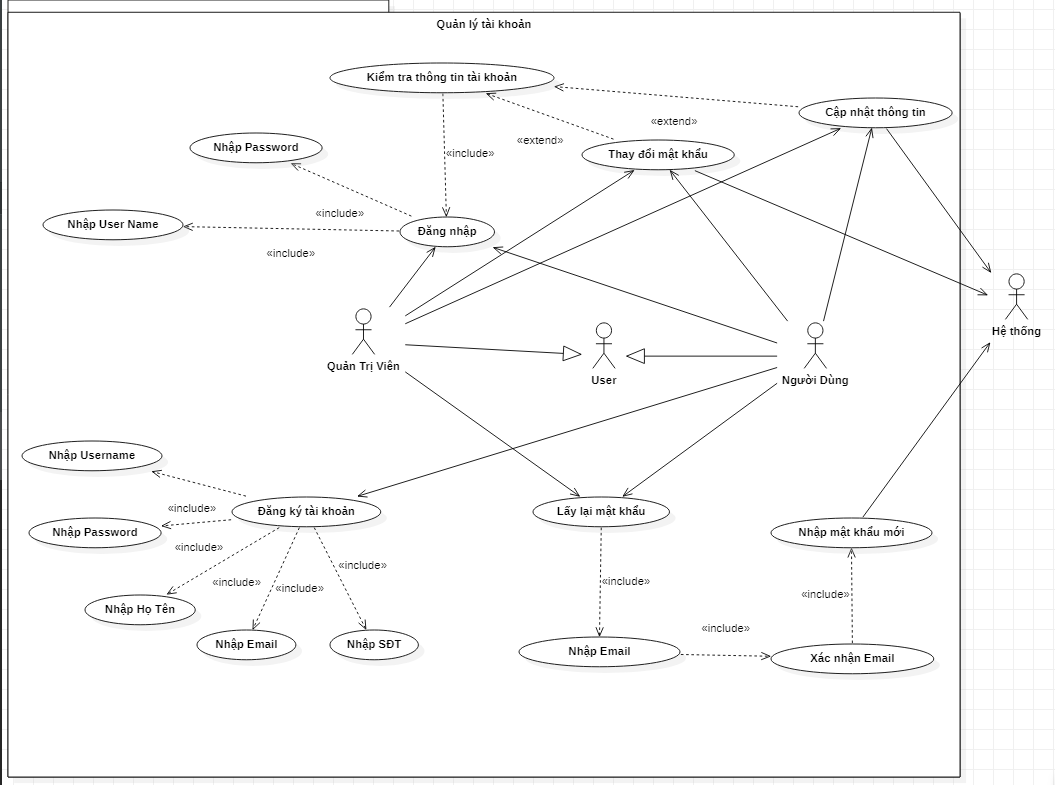 Quản lý tài khoản
Kiểm tra thông tin tài khoản
Cập nhật thông tin
«extend»
«extend»
Thay đổi mật khẩu
«include»
Nhập Password
«include»
Nhập User Name
Đăng nhập
«include»
Hệ thống
Quản Trị Viên
User
Người Dùng
Nhập Username
«include»
Đăng ký tài khoản
Lấy lại mật khẩu
Nhập mật khẩu mới
Nhập Password
«include»
«include»
«include»
«include»
«include»
«include»
Nhập Họ Tên
Nhập Email
Nhập SĐT
«include»
Nhập Email
Xác nhận Email